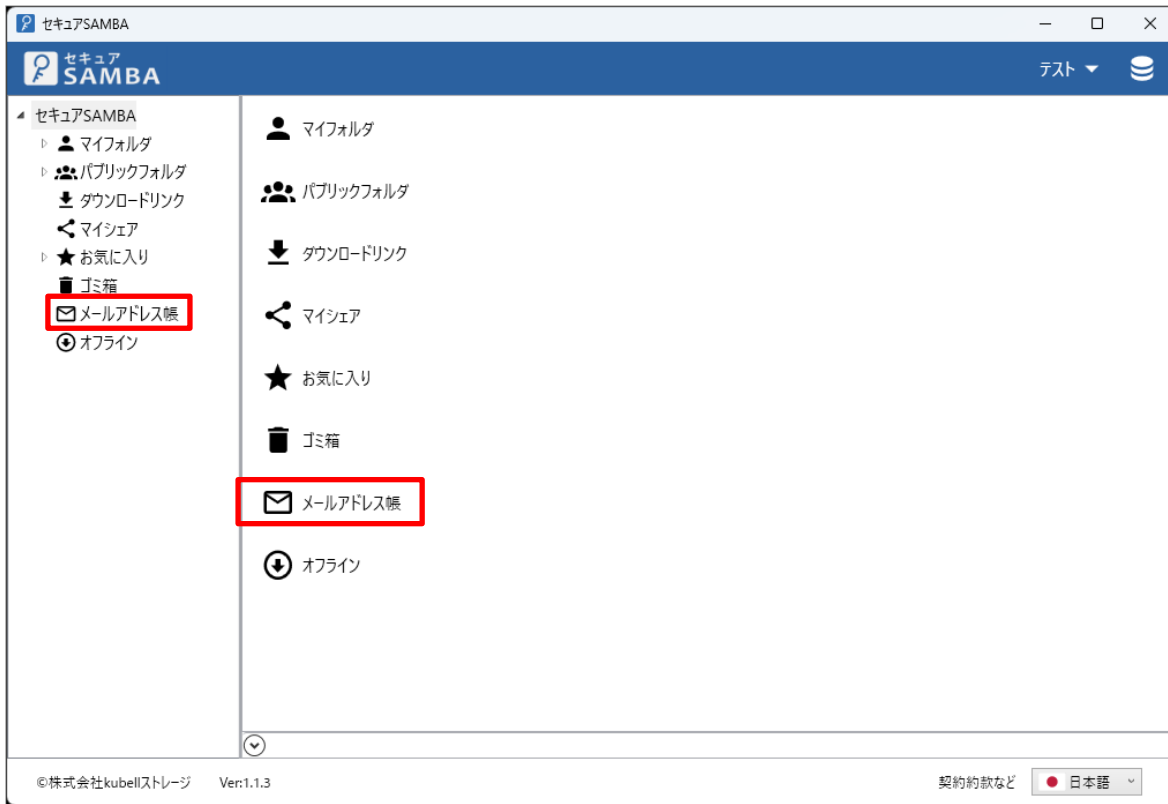 セキュアSAMBA
セキュア
SAMBA
テスト
セキュアSAMBA
マイフォルダ
パブリックフォルダ
ダウンロードリンク
マイシェア
お気に入り
ゴミ箱
メールアドレス帳
オフライン
マイフォルダ
パブリックフォルダ
ダウンロードリンク
マイシェア
お気に入り
ゴミ箱
メールアドレス帳
オフライン
©株式会社kubellストレージ Ver:1.1.3 契約約款など 日本語